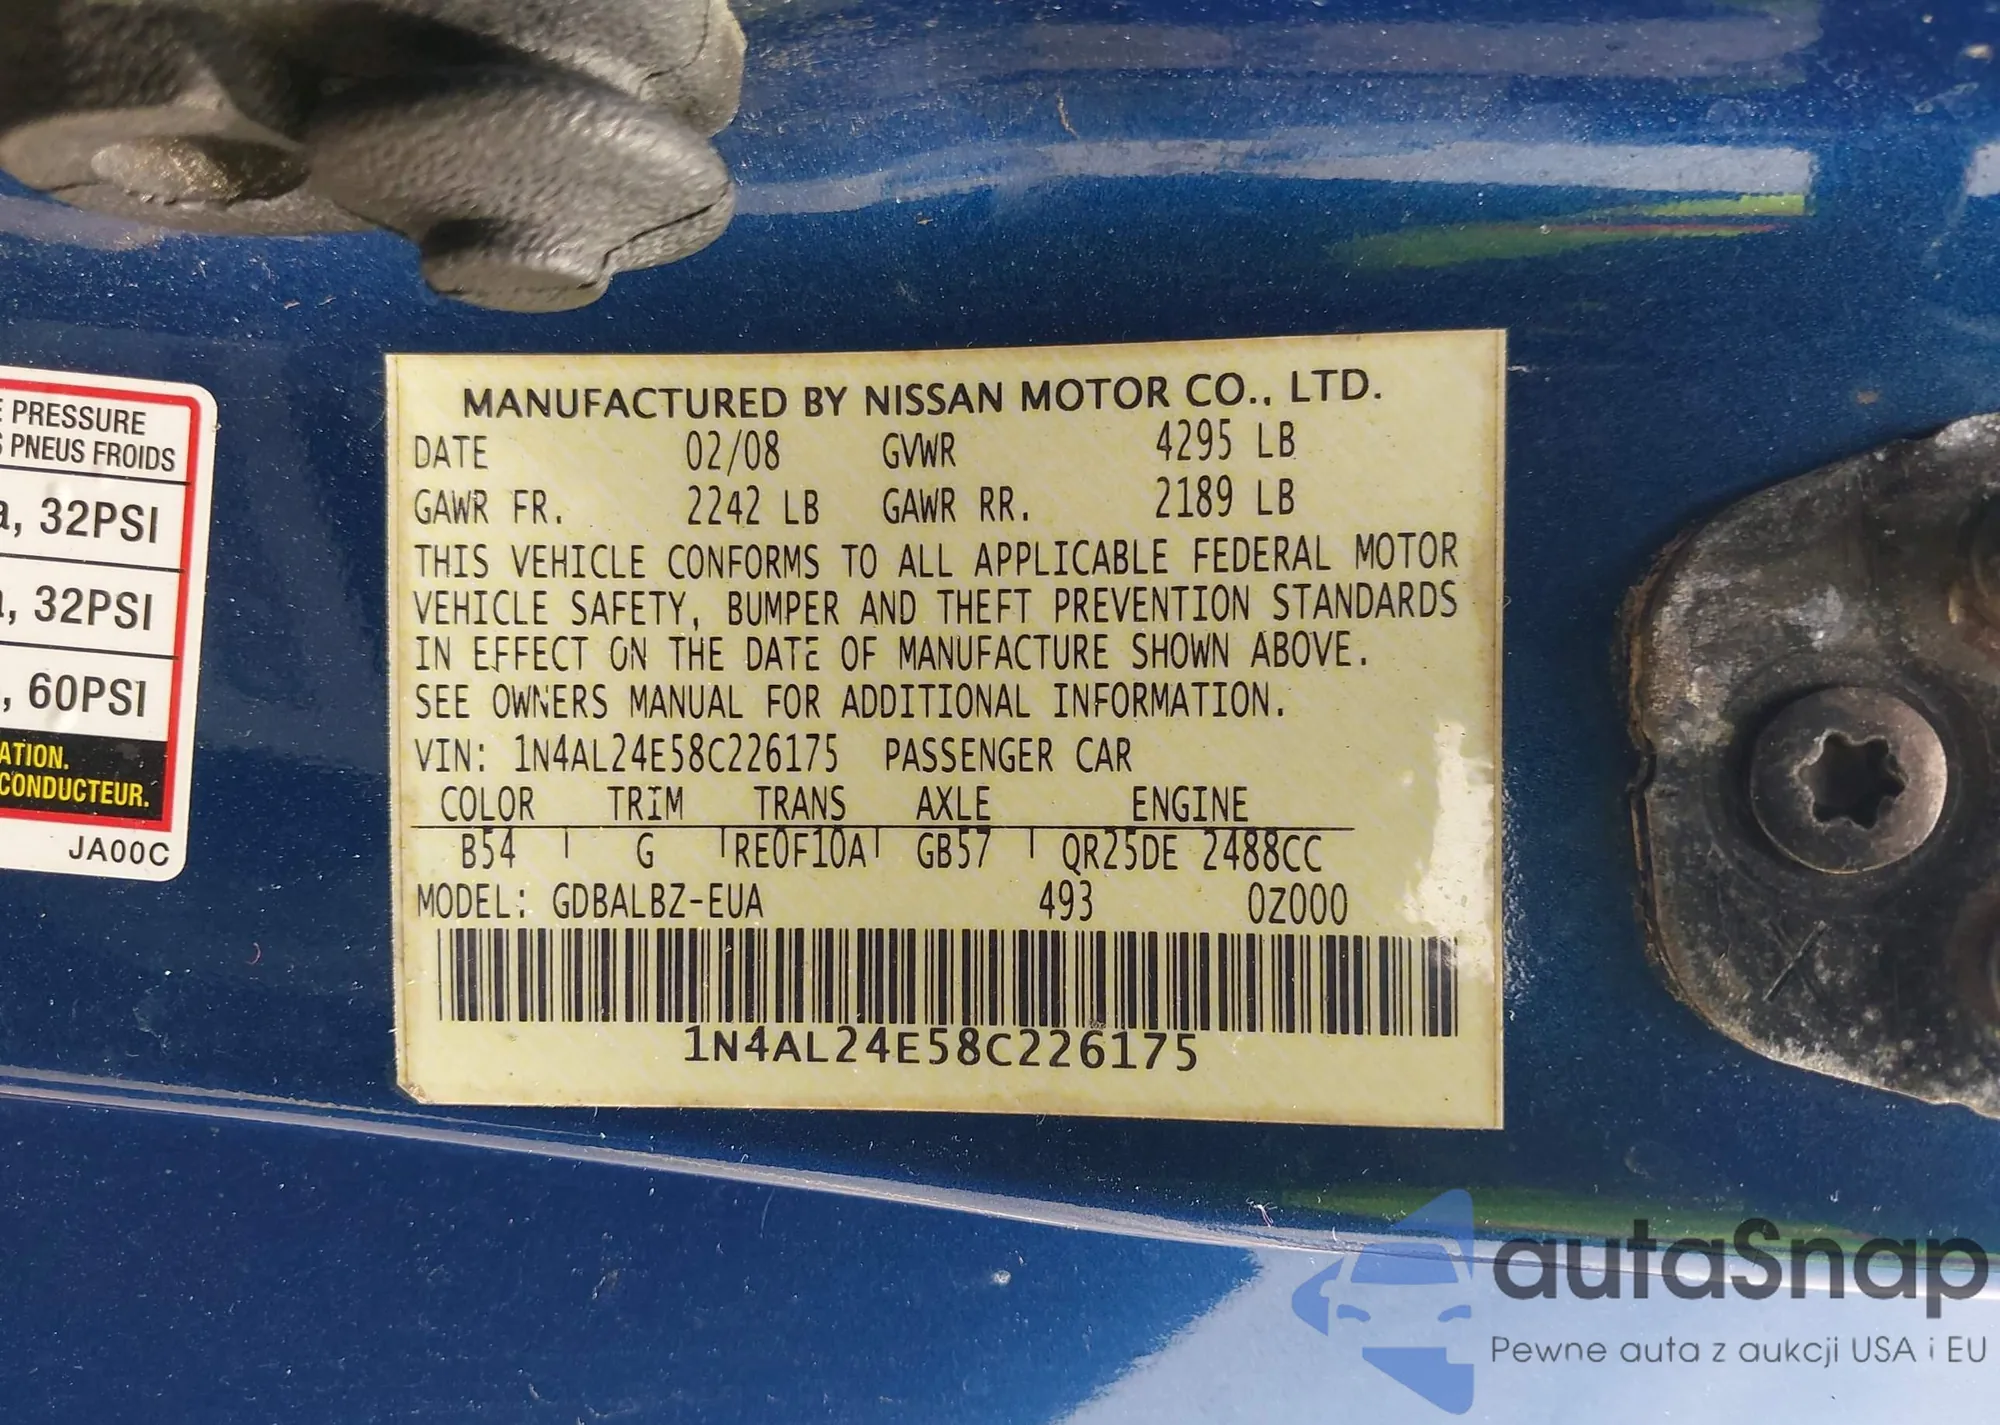 E PRESSURE
S PNEUS FROIDS
a, 32PSI
, 32PSI
, 60PSI
ATION.
CONDUCTEUR.
JA00C
MANUFACTURED BY NISSAN MOTOR CO., LTD.
DATE 02/08 GVWR 4295 LB
GAWR FR. 2242 LB GAWR RR. 2189 LB
THIS VEHICLE CONFORMS TO ALL APPLICABLE FEDERAL MOTOR
VEHICLE SAFETY, BUMPER AND THEFT PREVENTION STANDARDS
IN EFFECT ON THE DATE OF MANUFACTURE SHOWN ABOVE.
SEE OWNERS MANUAL FOR ADDITIONAL INFORMATION.
VIN: 1N4AL24E58C226175 PASSENGER CAR
COLOR TRIM TRANS AXLE ENGINE
B54 G RE0F10A GB57 QR25DE 2488CC
MODEL: GDBALBZ-EUA 493 0Z000
1N4AL24E58C226175
autaSnap
Pewne auta z aukcji USA i EU